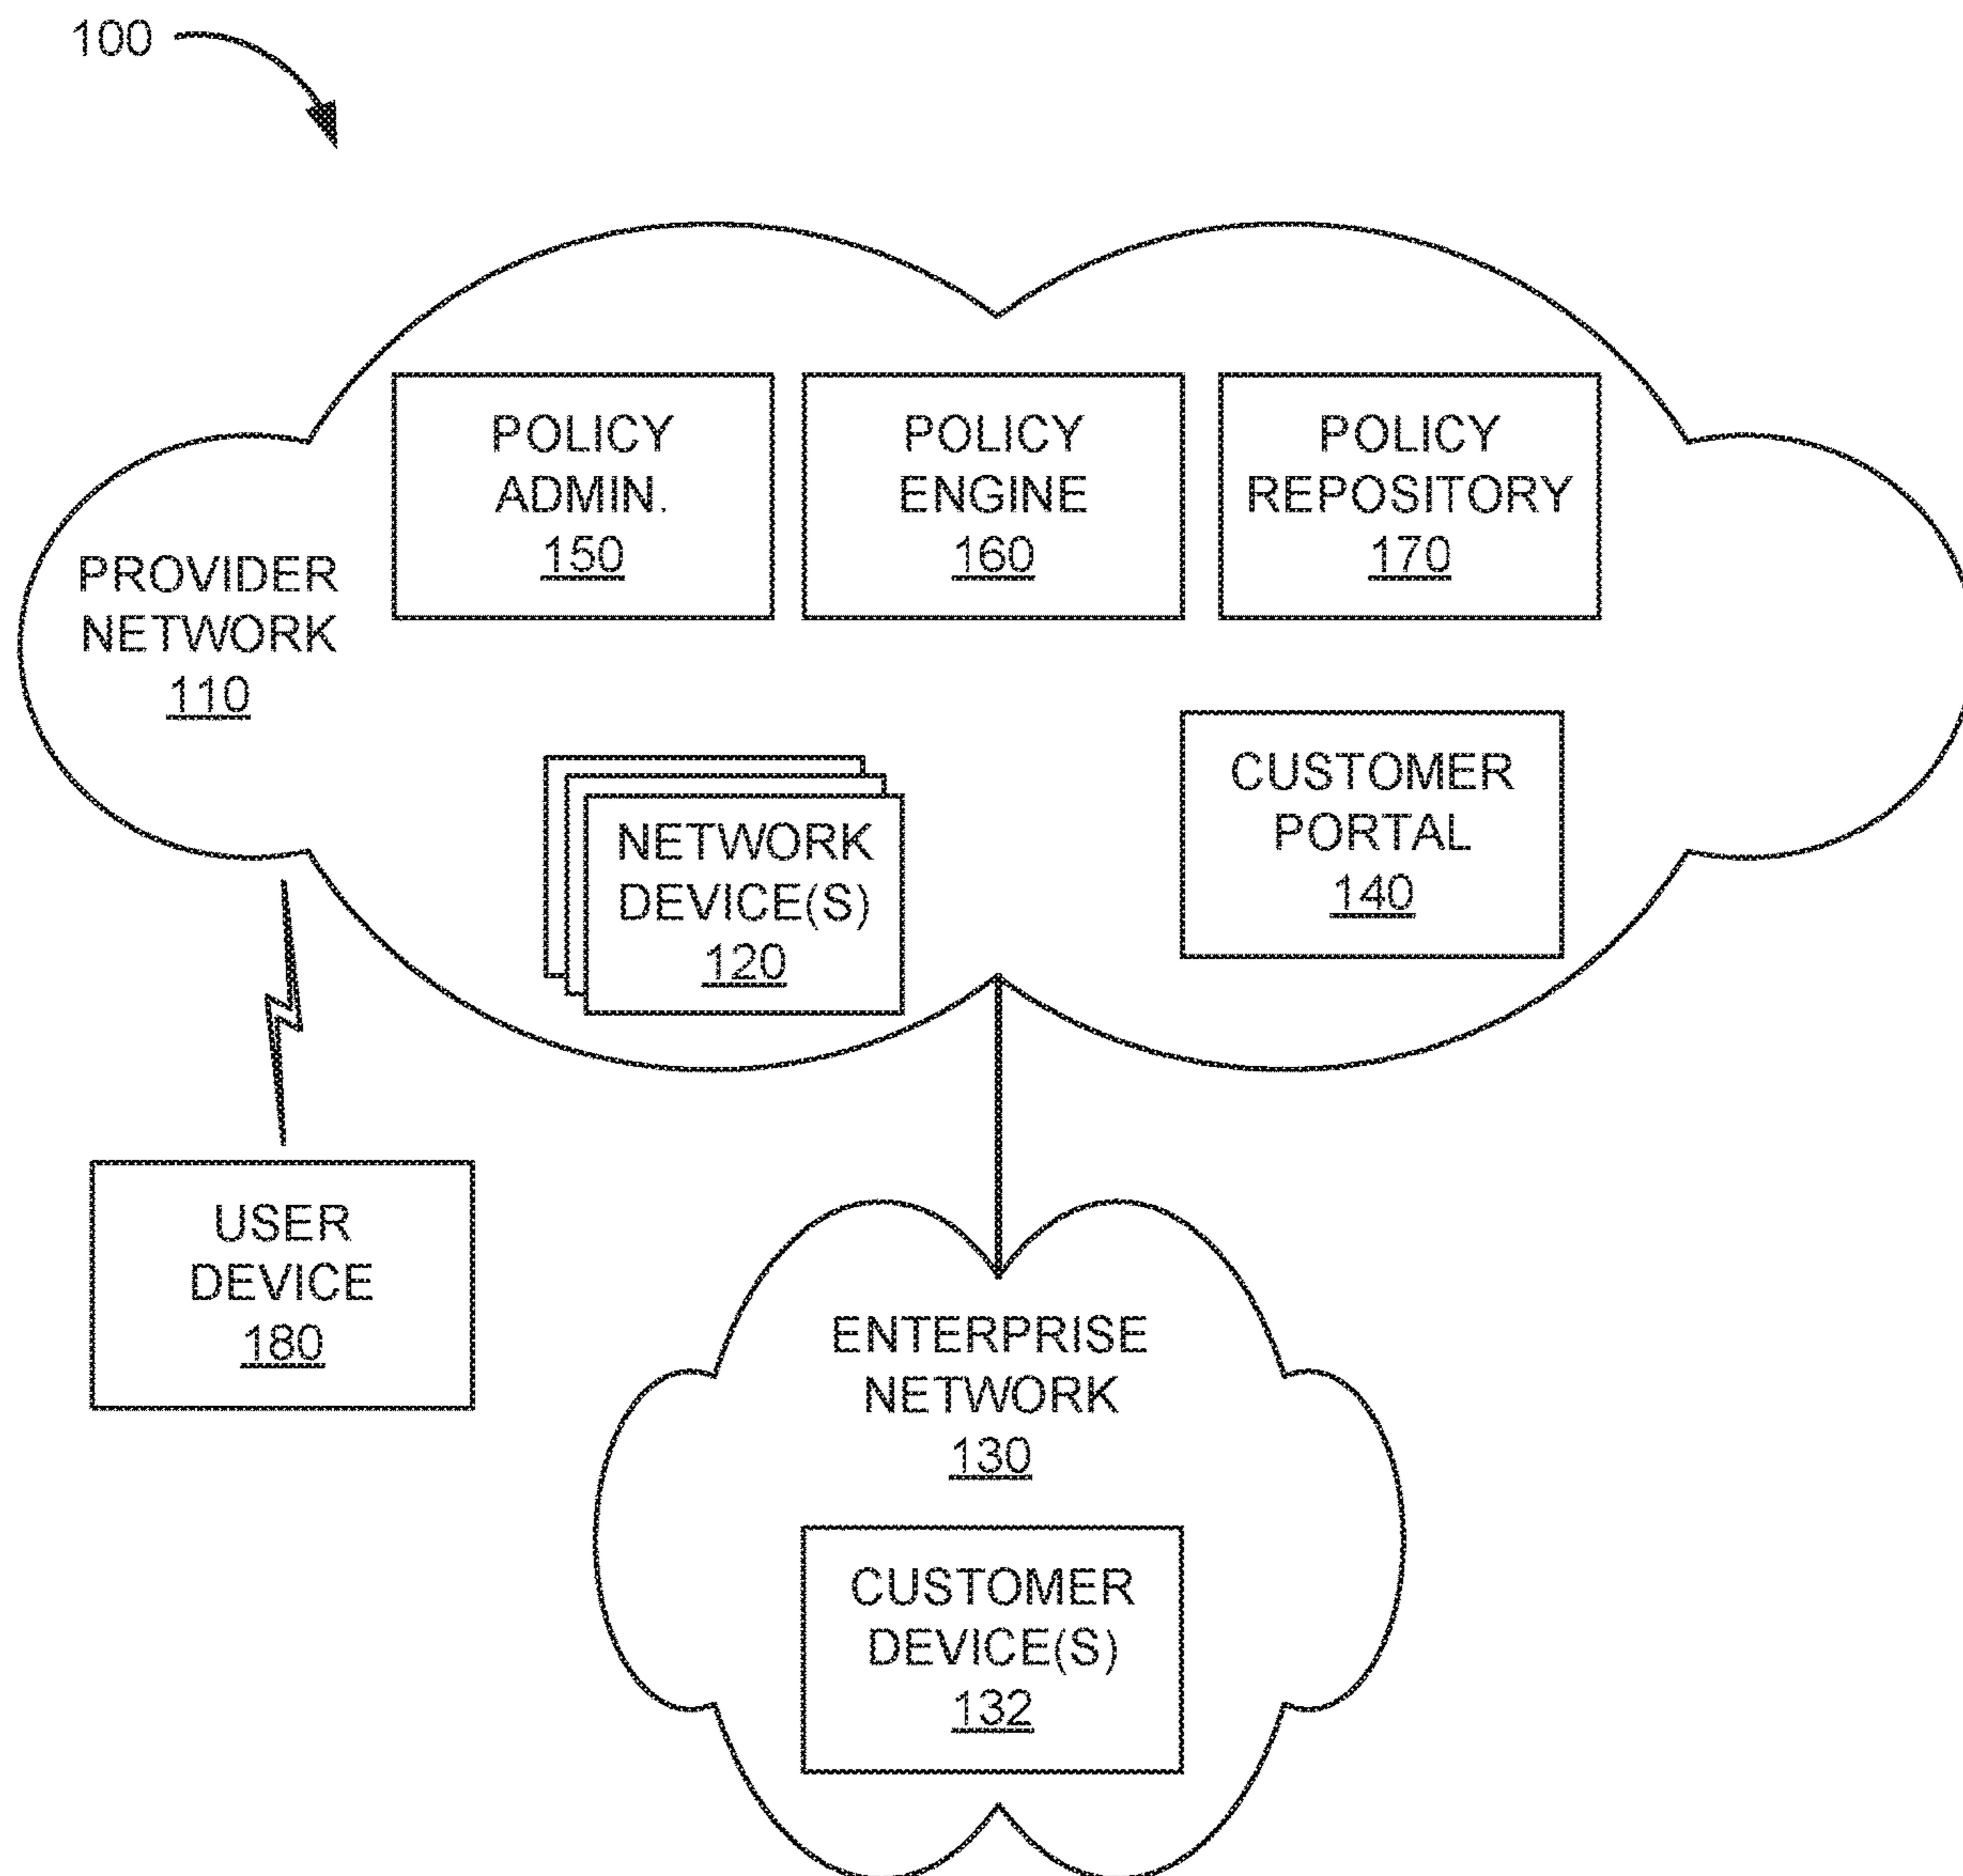 100
POLICY
ADMIN.
150
POLICY
ENGINE
160
POLICY
REPOSITORY
170
PROVIDER
NETWORK
110
NETWORK
DEVICE(S)
120
CUSTOMER
PORTAL
140
USER
DEVICE
180
ENTERPRISE
NETWORK
130
CUSTOMER
DEVICE(S)
132